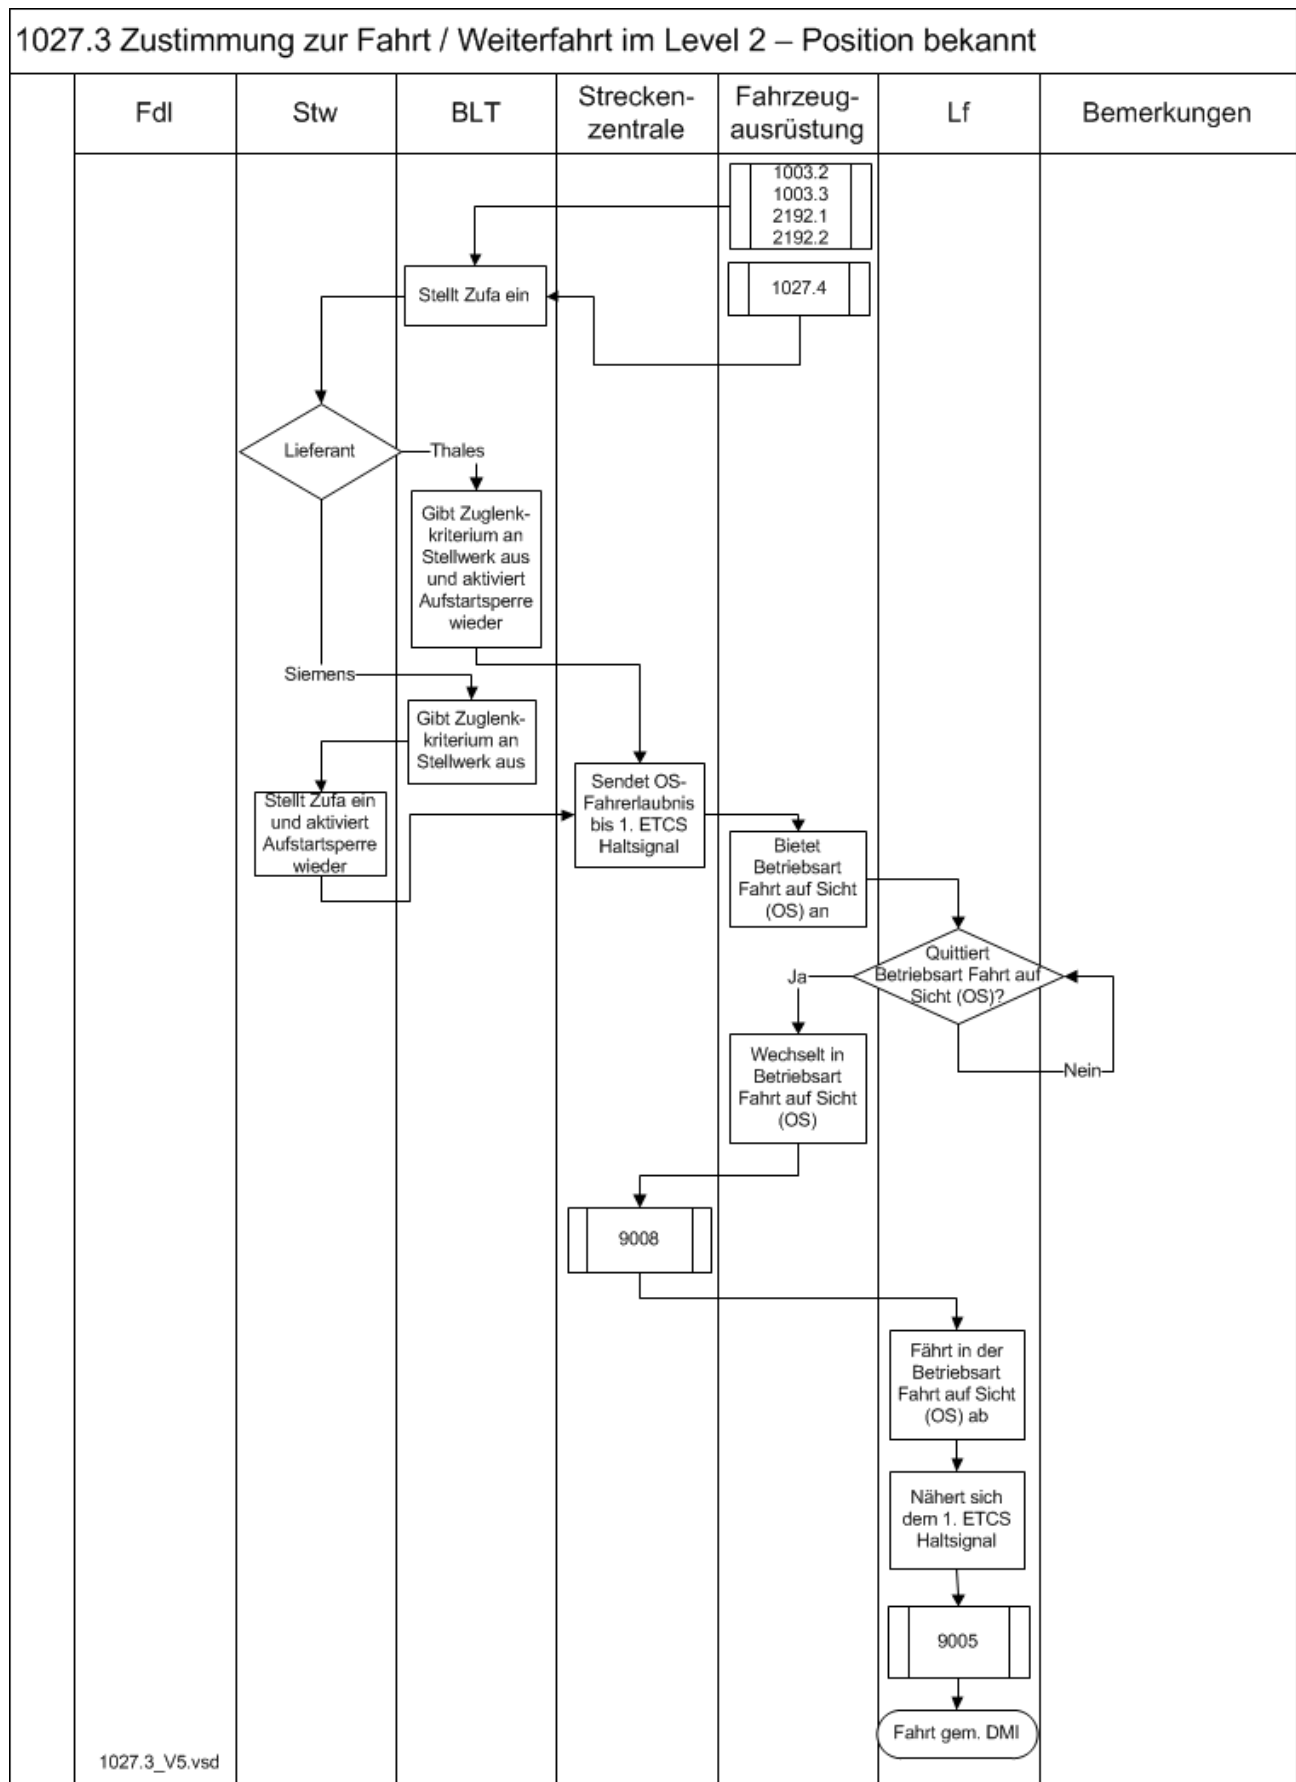 1027.3 Zustimmung zur Fahrt / Weiterfahrt im Level 2 – Position bekannt
Fdl
Stw
BLT
Strecken-
zentrale
Fahrzeug-
ausrüstung
Lf
Bemerkungen
1003.2
1003.3
2192.1
2192.2
1027.4
Stellt Zufa ein
Lieferant
Thales
Gibt Zuglenk-
kriterium an
Stellwerk aus
und aktiviert
Aufstartsperre
wieder
Siemens
Gibt Zuglenk-
kriterium an
Stellwerk aus
Stellt Zufa ein
und aktiviert
Aufstartsperre
wieder
Sendet OS-
Fahrerlaubnis
bis 1. ETCS
Haltsignal
Bietet
Betriebsart
Fahrt auf Sicht
(OS) an
Quittiert
Betriebsart Fahrt auf
Sicht (OS)?
Ja
Nein
Wechselt in
Betriebsart
Fahrt auf Sicht
(OS)
9008
Fährt in der
Betriebsart
Fahrt auf Sicht
(OS) ab
Nähert sich
dem 1. ETCS
Haltsignal
9005
Fahrt gem. DMI
1027.3_V5.vsd